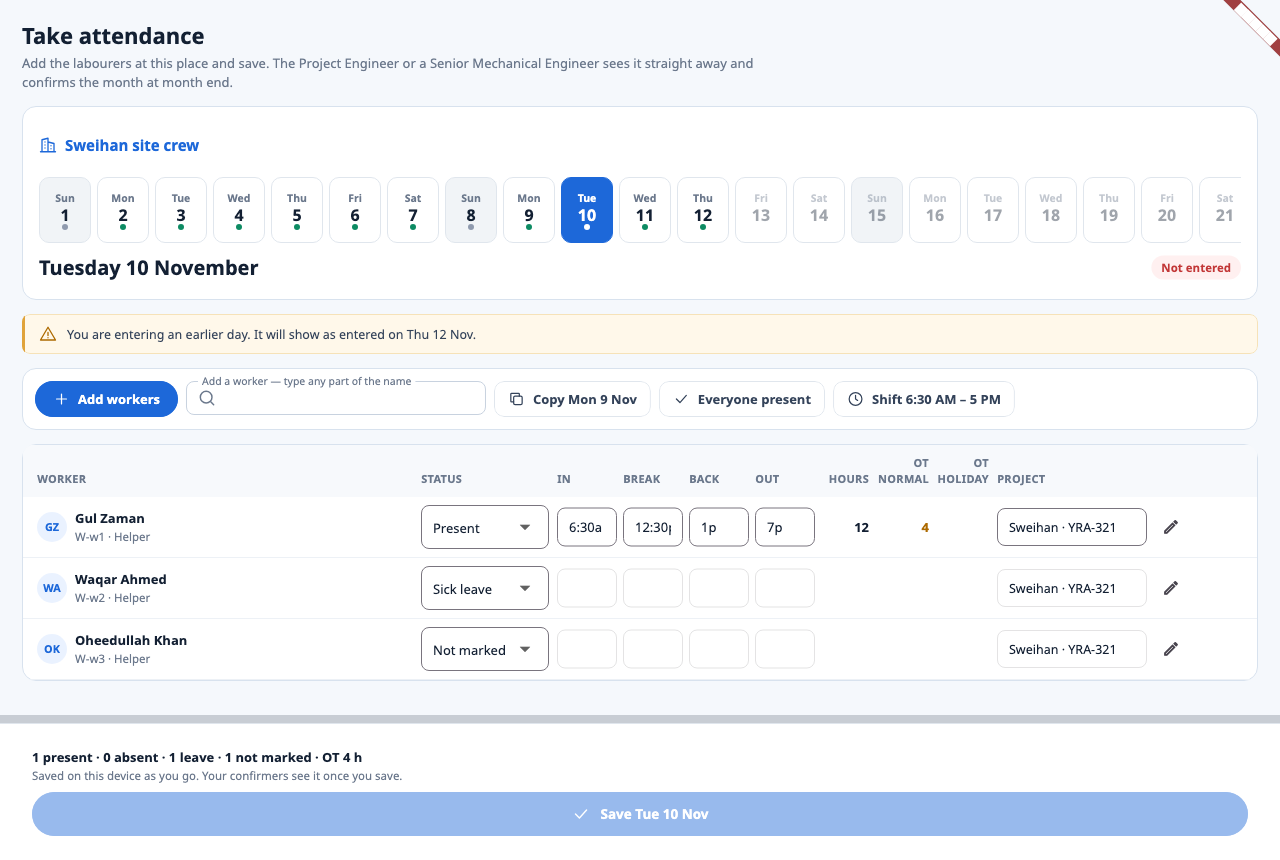 Take attendance
Add the labourers at this place and save. The Project Engineer or a Senior Mechanical Engineer sees it straight away and
confirms the month at month end.
Sweihan site crew
Sun Mon Tue Wed Thu Fri Sat Sun Mon Tue Wed Thu Fri Sat Sun Mon Tue Wed Thu Fri Sat
1 2 3 4 5 6 7 8 9 10 11 12 13 14 15 16 17 18 19 20 21
Tuesday 10 November Not entered
You are entering an earlier day. It will show as entered on Thu 12 Nov.
Add a worker — type any part of the name
Add workers Copy Mon 9 Nov Everyone present Shift 6:30 AM – 5 PM
OT OT
WORKER STATUS IN BREAK BACK OUT HOURS NORMAL HOLIDAY PROJECT
GZ Gul Zaman Present 6:30a 12:30p 1p 7p 12 4 Sweihan · YRA-321
W-w1 · Helper
WA Waqar Ahmed Sick leave Sweihan · YRA-321
W-w2 · Helper
OK Oheedullah Khan Not marked Sweihan · YRA-321
W-w3 · Helper
1 present · 0 absent · 1 leave · 1 not marked · OT 4 h
Saved on this device as you go. Your confirmers see it once you save.
Save Tue 10 Nov